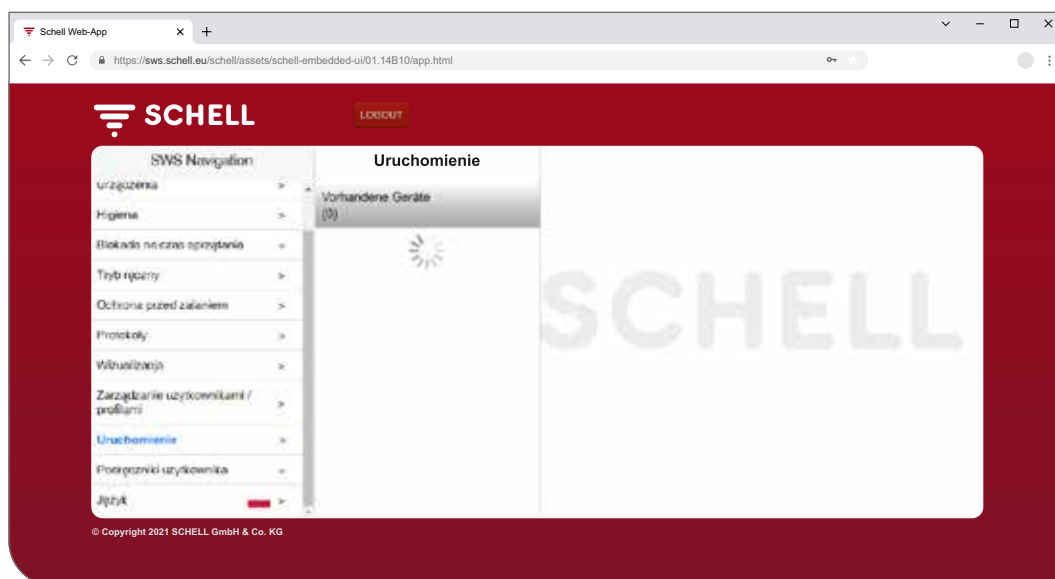 Schell Web-App
https://sws.schell.eu/schell/assets/schell-embedded-ui/01.14B10/app.html
SCHELL
LOGOUT
SWS Navigation
Urządzenia
Higiena
Blokada na czas sprzątania
Tryb ręczny
Ochrona przed zalaniem
Protokoły
Wizualizacja
Zarządzanie użytkownikami /
profilami
Uruchomienie
Podręczniki użytkownika
Język
Uruchomienie
Vorhandene Geräte
(0)
SCHELL
© Copyright 2021 SCHELL GmbH & Co. KG